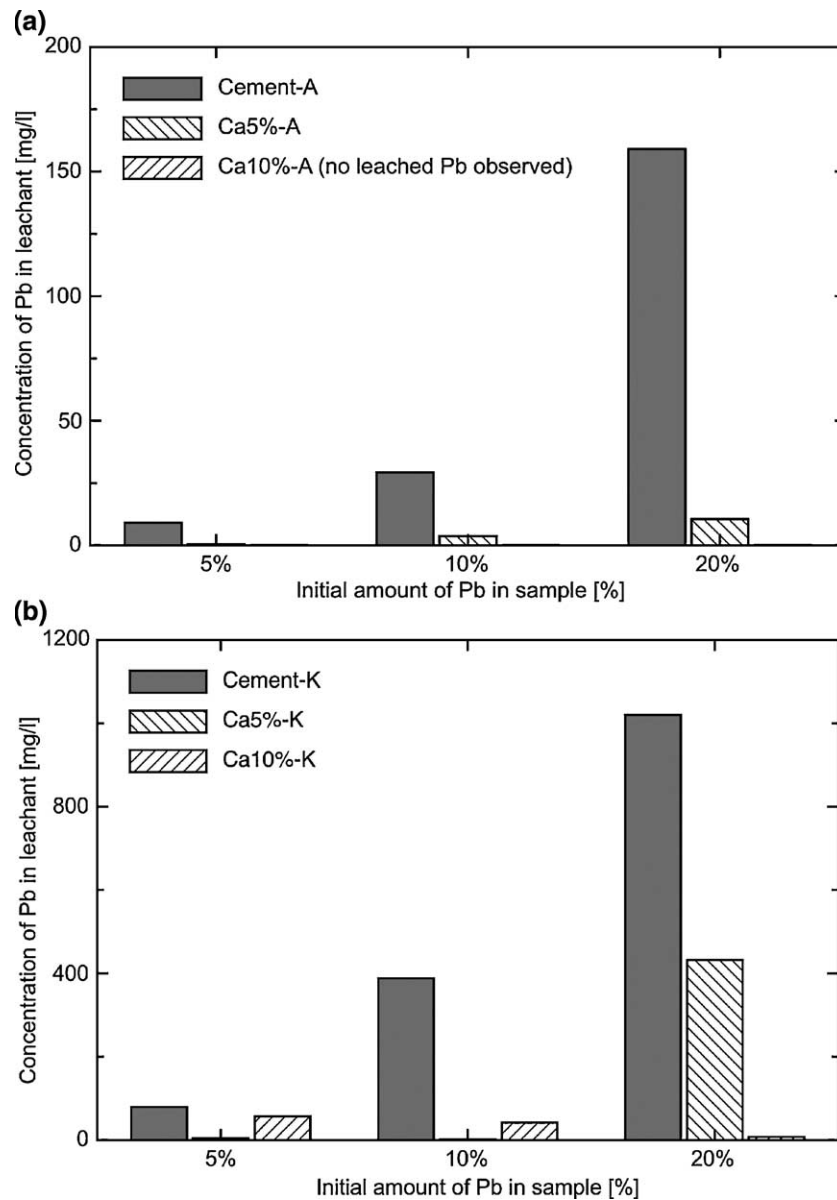 (a)
200
150
100
50
0
Concentration of Pb in leachant [mg/l]
Cement-A
Ca5%-A
Ca10%-A (no leached Pb observed)
5%
10%
20%
Initial amount of Pb in sample [%]
(b)
1200
800
400
0
Concentration of Pb in leachant [mg/l]
Cement-K
Ca5%-K
Ca10%-K
5%
10%
20%
Initial amount of Pb in sample [%]